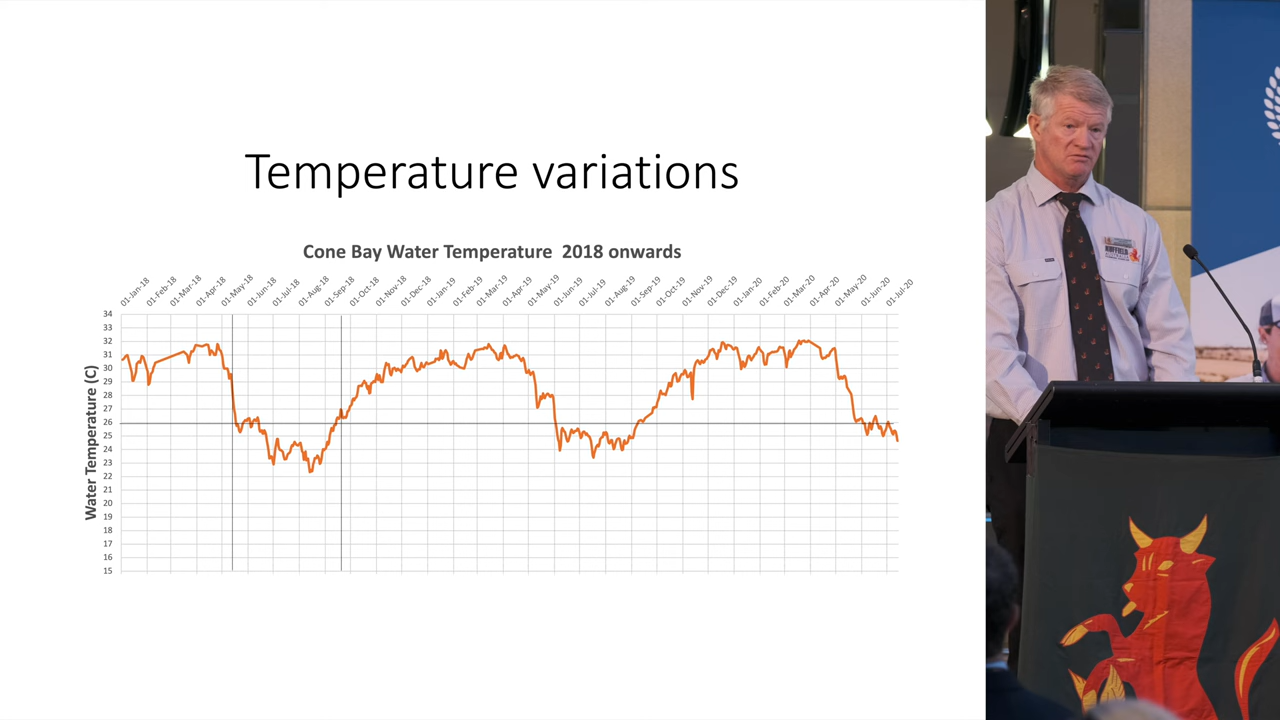 Temperature variations
Cone Bay Water Temperature 2018 onwards
01-Jan-18
01-Feb-18
01-Mar-18
01-Apr-18
01-May-18
01-Jun-18
01-Jul-18
01-Aug-18
01-Sep-18
01-Oct-18
01-Nov-18
01-Dec-18
01-Jan-19
01-Feb-19
01-Mar-19
01-Apr-19
01-May-19
01-Jun-19
01-Jul-19
01-Aug-19
01-Sep-19
01-Oct-19
01-Nov-19
01-Dec-19
01-Jan-20
01-Feb-20
01-Mar-20
01-Apr-20
01-May-20
01-Jun-20
01-Jul-20
Water Temperature (C)
34
33
32
31
30
29
28
27
26
25
24
23
22
21
20
19
18
17
16
15